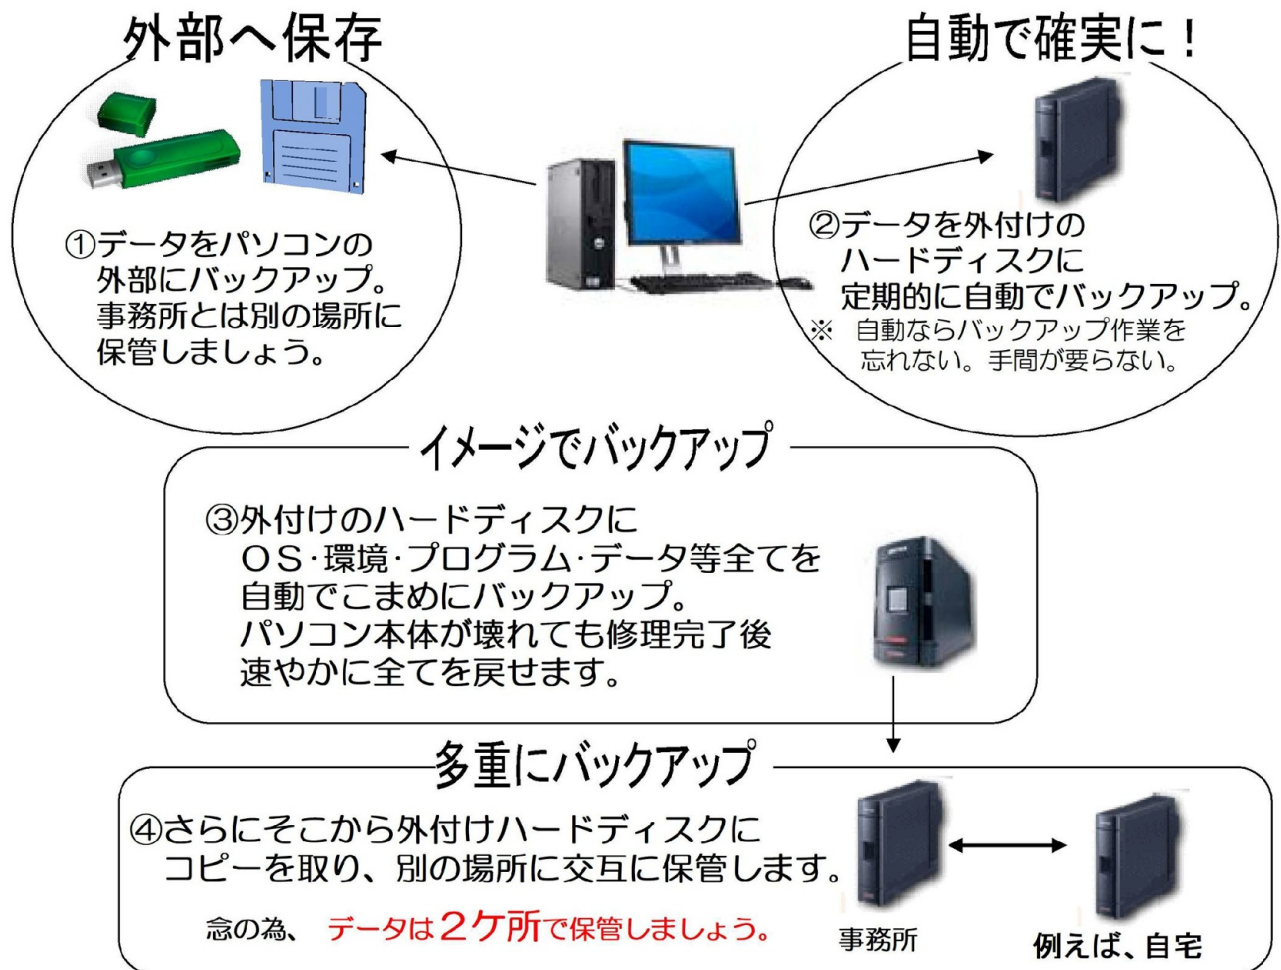 外部へ保存
①データをパソコンの
外部にバックアップ。
事務所とは別の場所に
保管しましょう。
自動で確実に！
②データを外付けの
ハードディスクに
定期的に自動でバックアップ。
※ 自動ならバックアップ作業を
忘れない。手間が要らない。
イメージでバックアップ
③外付けのハードディスクに
ＯＳ･環境･プログラム･データ等全てを
自動でこまめにバックアップ。
パソコン本体が壊れても修理完了後
速やかに全てを戻せます。
多重にバックアップ
④さらにそこから外付けハードディスクに
コピーを取り、別の場所に交互に保管します。
念の為、 データは２ケ所で保管しましょう。
事務所
例えば、自宅